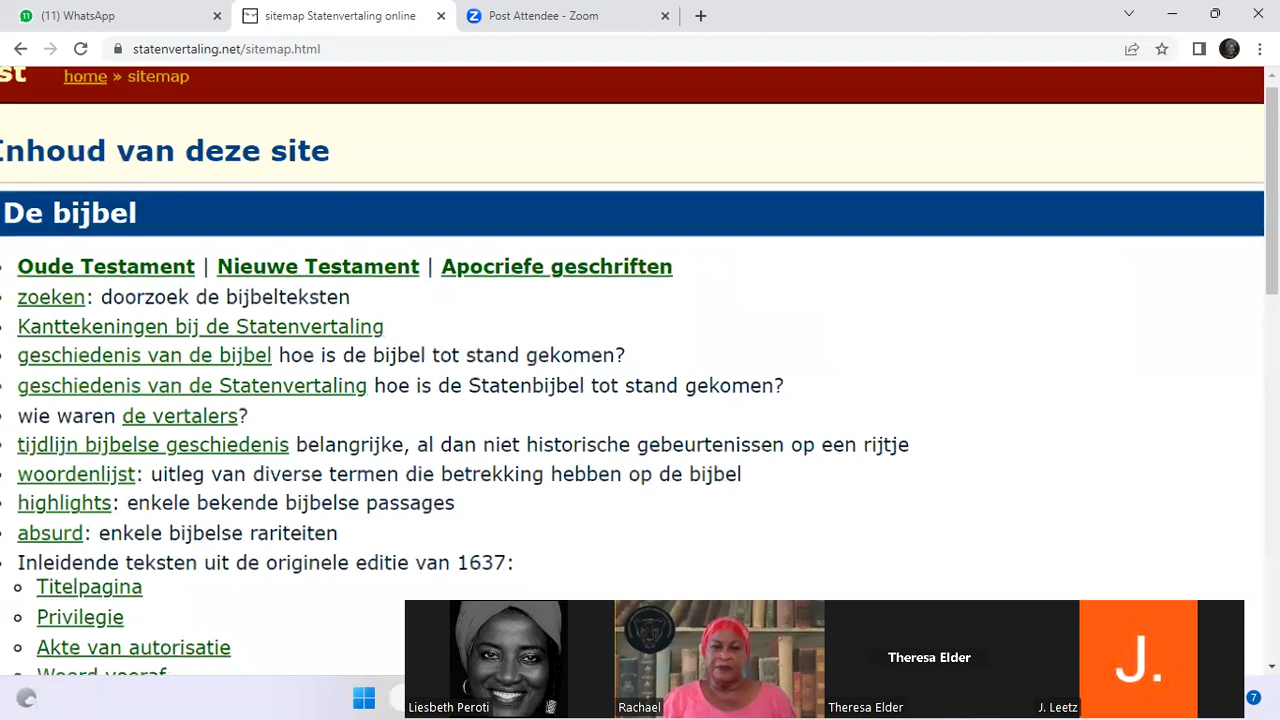 (11) WhatsApp
sitemap Statenvertaling online
Post Attendee - Zoom
statenvertaling.net/sitemap.html
st home » sitemap
Inhoud van deze site
De bijbel
Oude Testament | Nieuwe Testament | Apocriefe geschriften
zoeken: doorzoek de bijbelteksten
Kanttekeningen bij de Statenvertaling
geschiedenis van de bijbel hoe is de bijbel tot stand gekomen?
geschiedenis van de Statenvertaling hoe is de Statenbijbel tot stand gekomen?
wie waren de vertalers?
tijdlijn bijbelse geschiedenis belangrijke, al dan niet historische gebeurtenissen op een rijtje
woordenlijst: uitleg van diverse termen die betrekking hebben op de bijbel
highlights: enkele bekende bijbelse passages
absurd: enkele bijbelse rariteiten
Inleidende teksten uit de originele editie van 1637:
Titelpagina
Privilegie
Akte van autorisatie
Woord vooraf
Theresa Elder
J.
Liesbeth Peroti
Rachael
Theresa Elder
J. Leetz
7